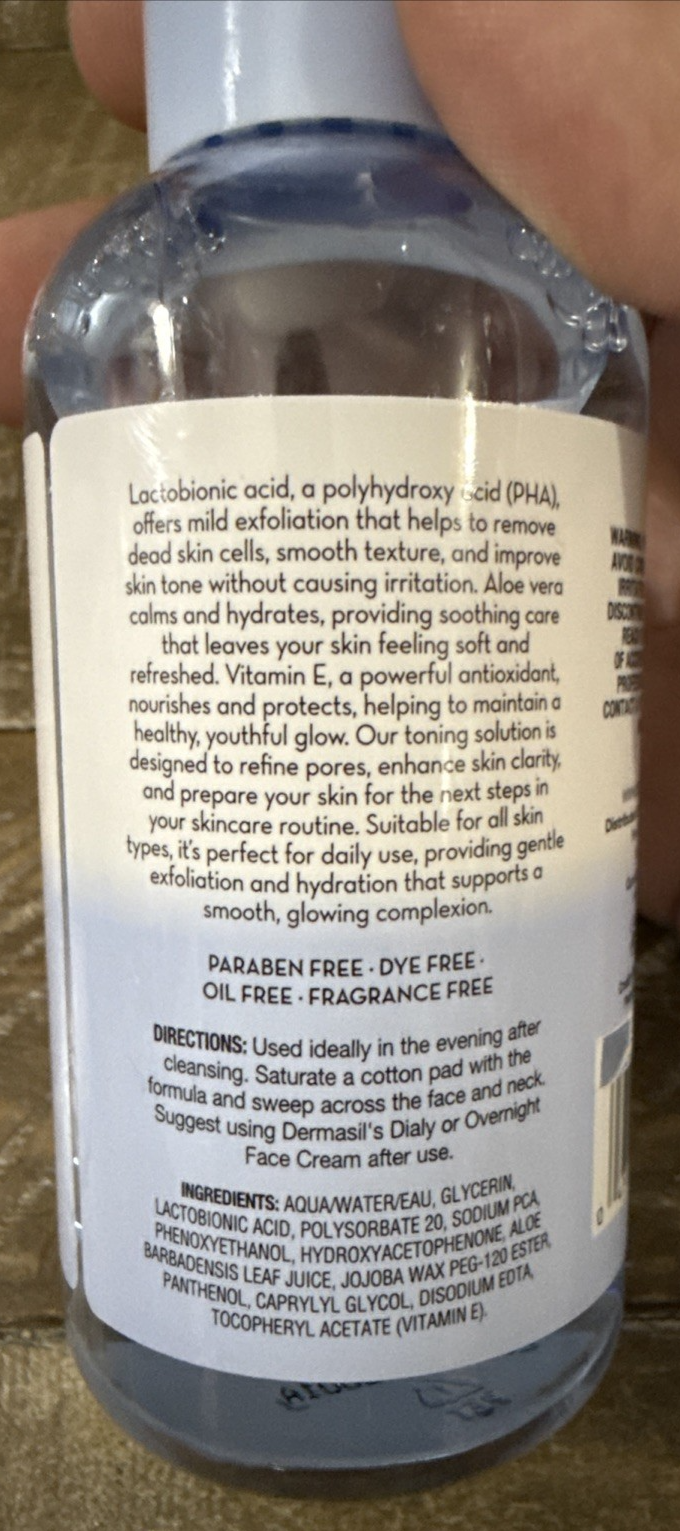 Lactobionic acid, a polyhydroxy acid (PHA),
offers mild exfoliation that helps to remove
dead skin cells, smooth texture, and improve
skin tone without causing irritation. Aloe vera
calms and hydrates, providing soothing care
that leaves your skin feeling soft and
refreshed. Vitamin E, a powerful antioxidant,
nourishes and protects, helping to maintain a
healthy, youthful glow. Our toning solution is
designed to refine pores, enhance skin clarity,
and prepare your skin for the next steps in
your skincare routine. Suitable for all skin
types, it's perfect for daily use, providing gentle
exfoliation and hydration that supports a
smooth, glowing complexion.
PARABEN FREE · DYE FREE ·
OIL FREE · FRAGRANCE FREE
DIRECTIONS: Used ideally in the evening after
cleansing. Saturate a cotton pad with the
formula and sweep across the face and neck.
Suggest using Dermasil's Dialy or Overnight
Face Cream after use.
INGREDIENTS: AQUA/WATER/EAU, GLYCERIN,
LACTOBIONIC ACID, POLYSORBATE 20, SODIUM PCA,
PHENOXYETHANOL, HYDROXYACETOPHENONE, ALOE
BARBADENSIS LEAF JUICE, JOJOBA WAX PEG-120 ESTER,
PANTHENOL, CAPRYLYL GLYCOL, DISODIUM EDTA,
TOCOPHERYL ACETATE (VITAMIN E).
0